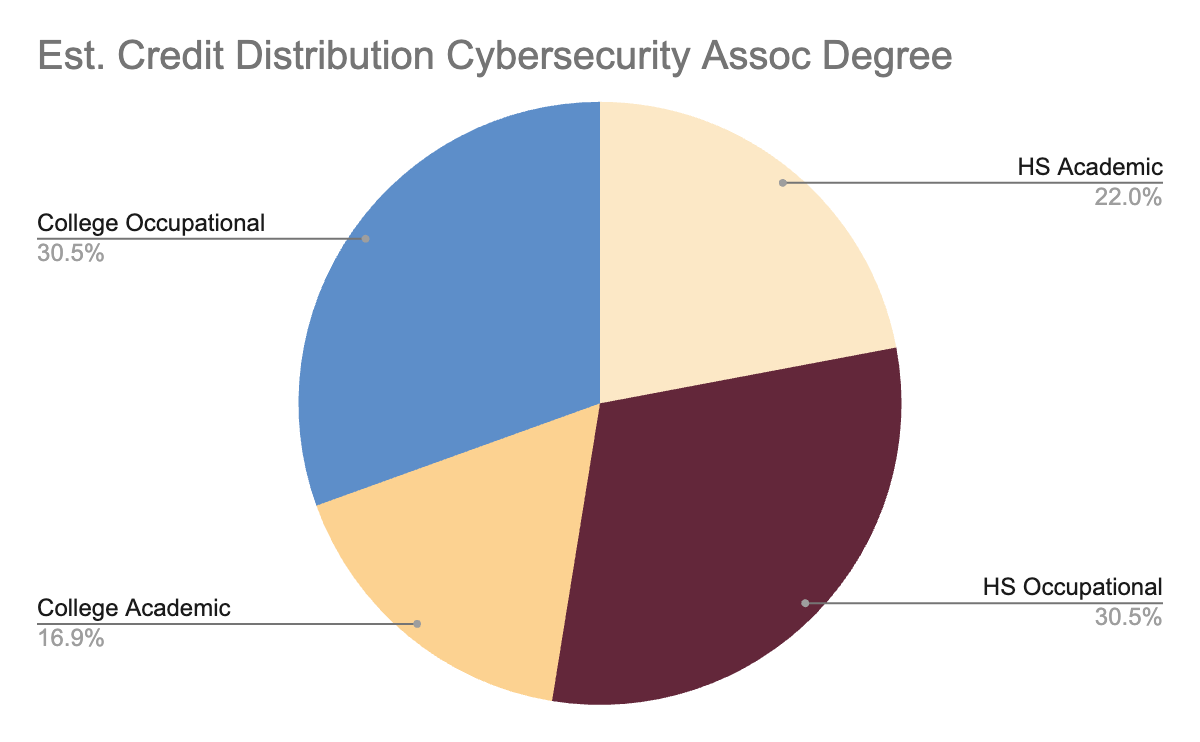 Est. Credit Distribution Cybersecurity Assoc Degree
HS Academic
22.0%
College Occupational
30.5%
HS Occupational
30.5%
College Academic
16.9%